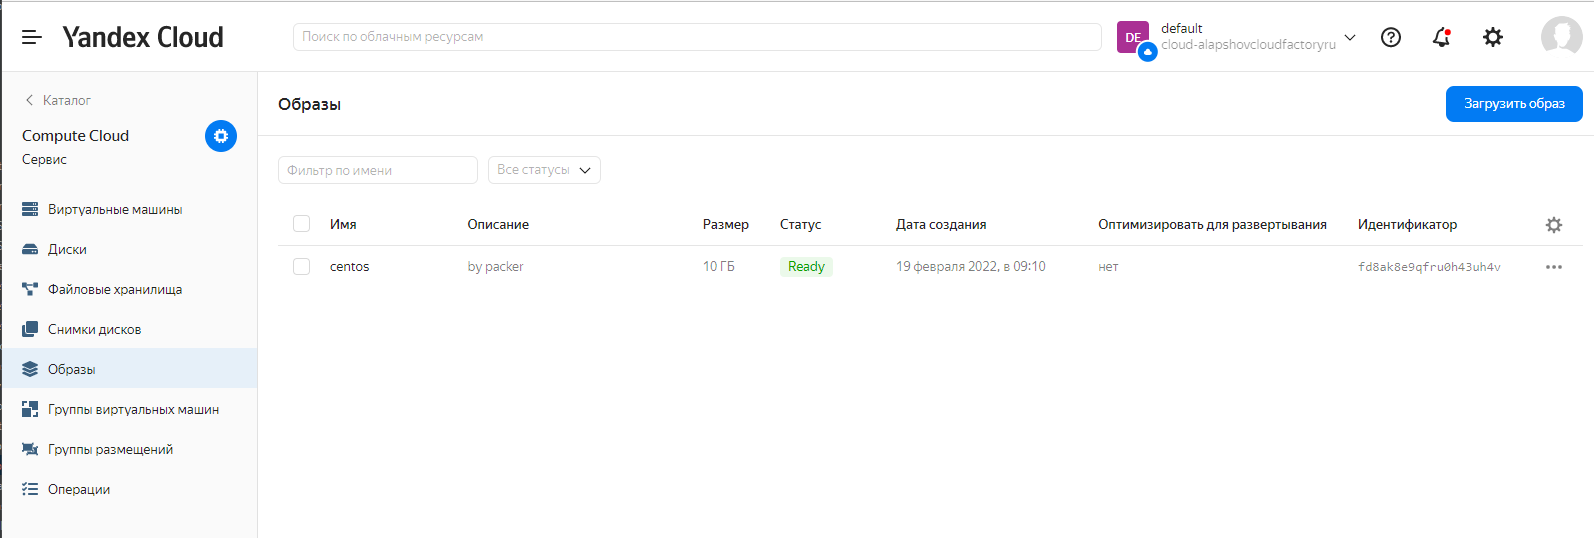 Yandex Cloud
Поиск по облачным ресурсам
DE
default
cloud-alapshovcloudfactoryru
Каталог
Compute Cloud
Сервис
Виртуальные машины
Диски
Файловые хранилища
Снимки дисков
Образы
Группы виртуальных машин
Группы размещений
Операции
Образы
Загрузить образ
Фильтр по имени
Все статусы
Имя Описание Размер Статус Дата создания Оптимизировать для развертывания Идентификатор
centos by packer 10 ГБ Ready 19 февраля 2022, в 09:10 нет fd8ak8e9qfru0h43uh4v